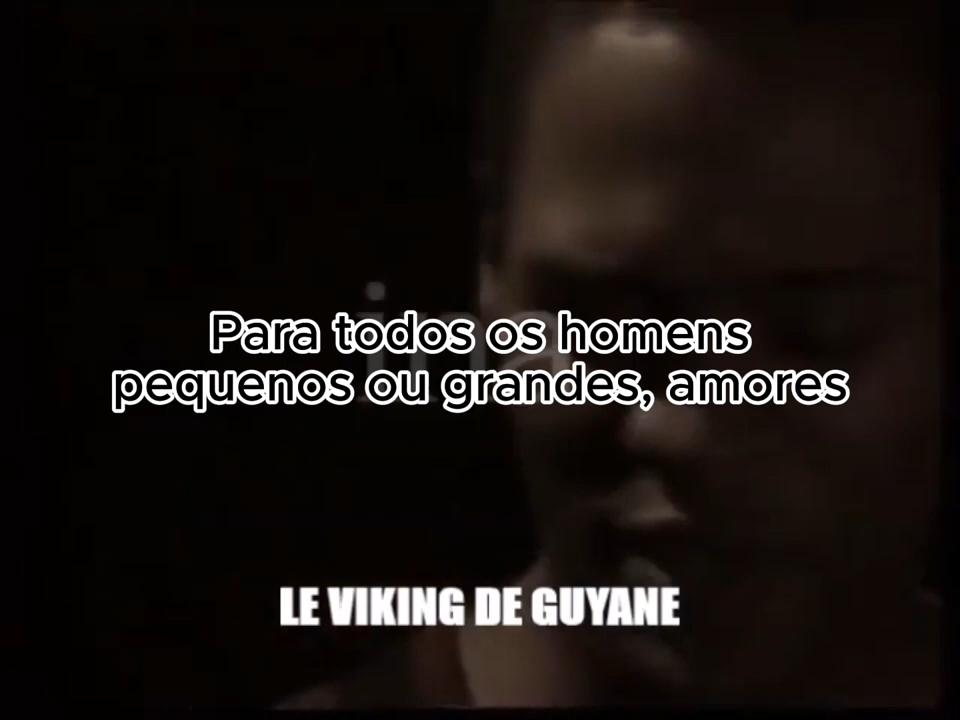 Para todos os homens
pequenos ou grandes, amores
LE VIKING DE GUYANE